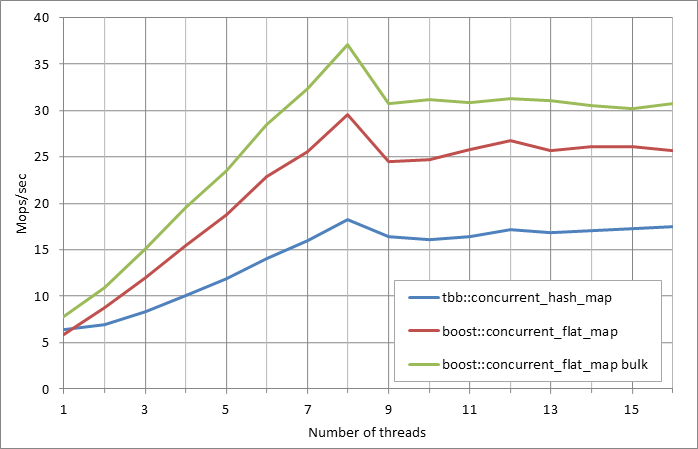 40
35
30
25
20
15
10
5
0
Mops/sec
tbb::concurrent_hash_map
boost::concurrent_flat_map
boost::concurrent_flat_map bulk
1 3 5 7 9 11 13 15
Number of threads